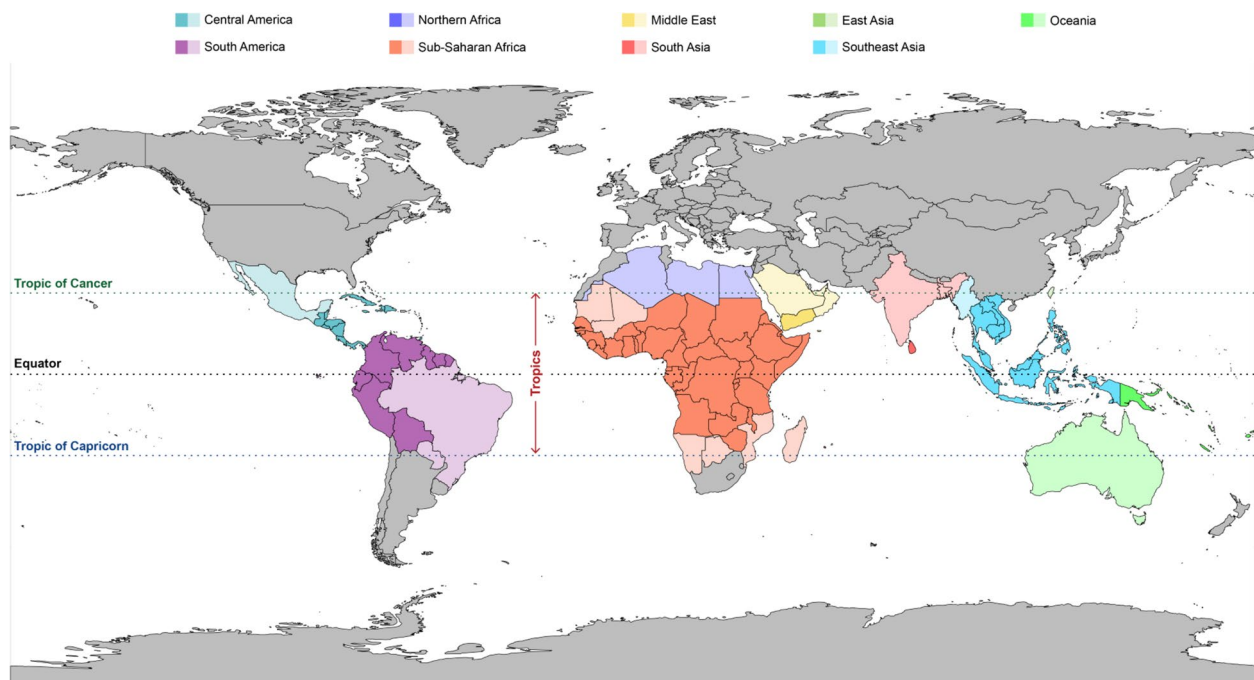 Central America
Northern Africa
Middle East
East Asia
Oceania
South America
Sub-Saharan Africa
South Asia
Southeast Asia
Tropic of Cancer
Equator
Tropics
Tropic of Capricorn